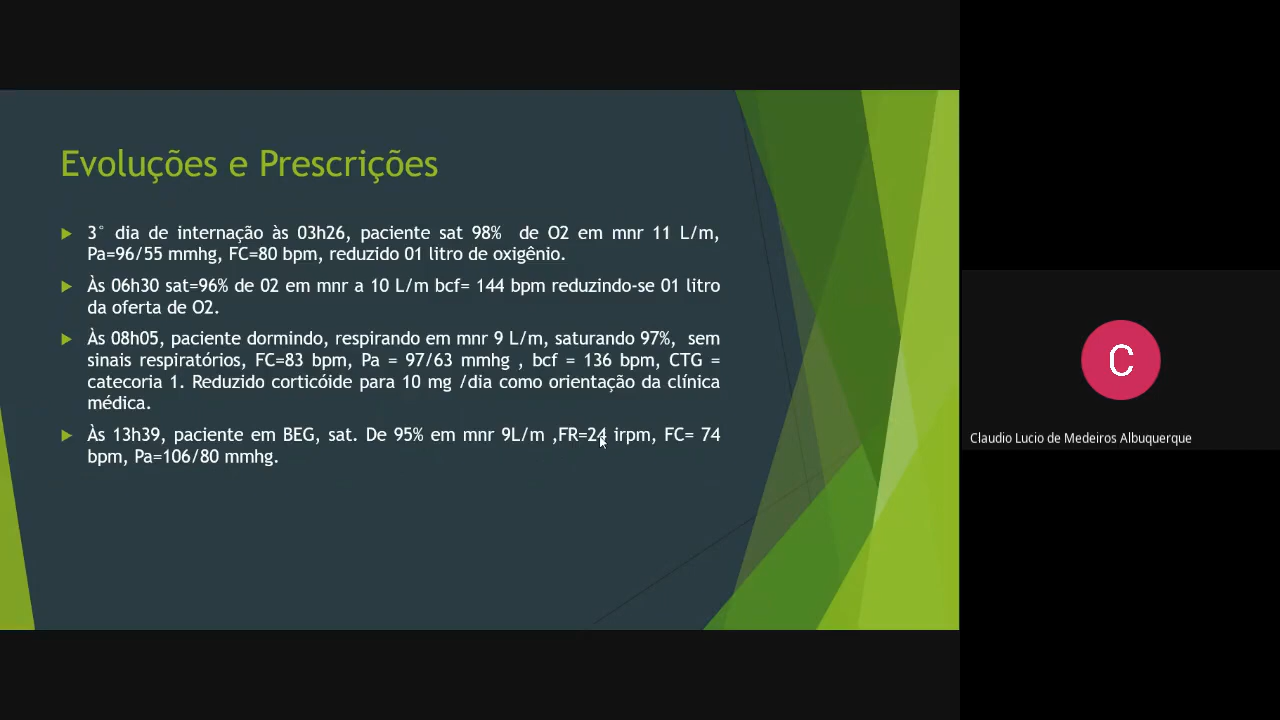 Evoluções e Prescrições
3° dia de internação às 03h26, paciente sat 98% de O2 em mnr 11 L/m,
Pa=96/55 mmhg, FC=80 bpm, reduzido 01 litro de oxigênio.
Às 06h30 sat=96% de 02 em mnr a 10 L/m bcf= 144 bpm reduzindo-se 01 litro
da oferta de O2.
Às 08h05, paciente dormindo, respirando em mnr 9 L/m, saturando 97%, sem
sinais respiratórios, FC=83 bpm, Pa = 97/63 mmhg , bcf = 136 bpm, CTG =
catecoria 1. Reduzido corticóide para 10 mg /dia como orientação da clínica
médica.
Às 13h39, paciente em BEG, sat. De 95% em mnr 9L/m ,FR=24 irpm, FC= 74
bpm, Pa=106/80 mmhg.
C
Claudio Lucio de Medeiros Albuquerque